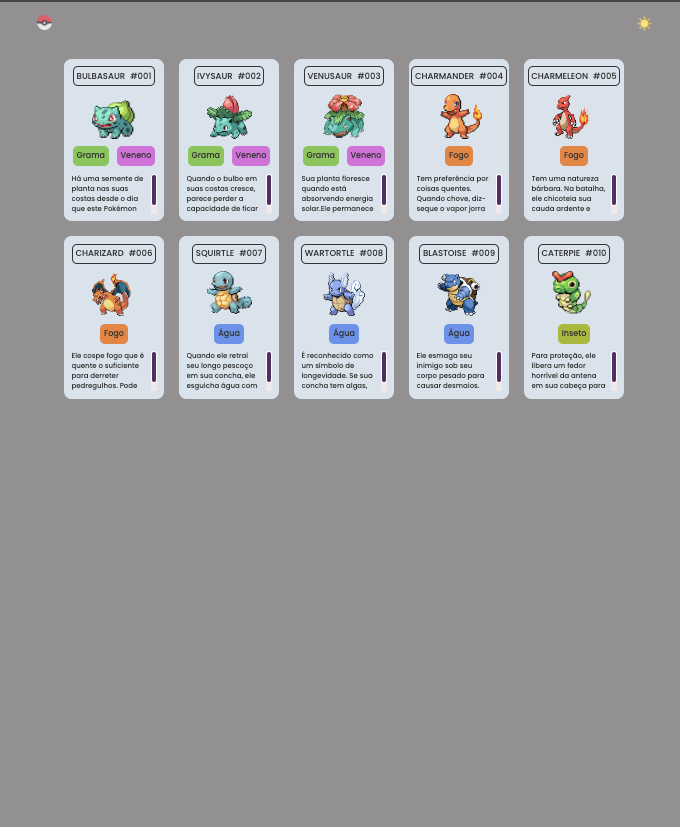 BULBASAUR #001
Grama Veneno
Há uma semente de
planta nas suas
costas desde o dia
que este Pokémon
IVYSAUR #002
Grama Veneno
Quando o bulbo em
suas costas cresce,
parece perder a
capacidade de ficar
VENUSAUR #003
Grama Veneno
Sua planta floresce
quando está
absorvendo energia
solar.Ele permanece
CHARMANDER #004
Fogo
Tem preferência por
coisas quentes.
Quando chove, diz-
seque o vapor jorra
CHARMELEON #005
Fogo
Tem uma natureza
bárbara. Na batalha,
ele chicoteia sua
cauda ardente e
CHARIZARD #006
Fogo
Ele cospe fogo que é
quente o suficiente
para derreter
pedregulhos. Pode
SQUIRTLE #007
Água
Quando ele retrai
seu longo pescoço
em sua concha, ele
esguicha água com
WARTORTLE #008
Água
É reconhecido como
um símbolo de
longevidade. Se sua
concha tem algas,
BLASTOISE #009
Água
Ele esmaga seu
inimigo sob seu
corpo pesado para
causar desmaios.
CATERPIE #010
Inseto
Para proteção, ele
libera um fedor
horrível da antena
em sua cabeça para